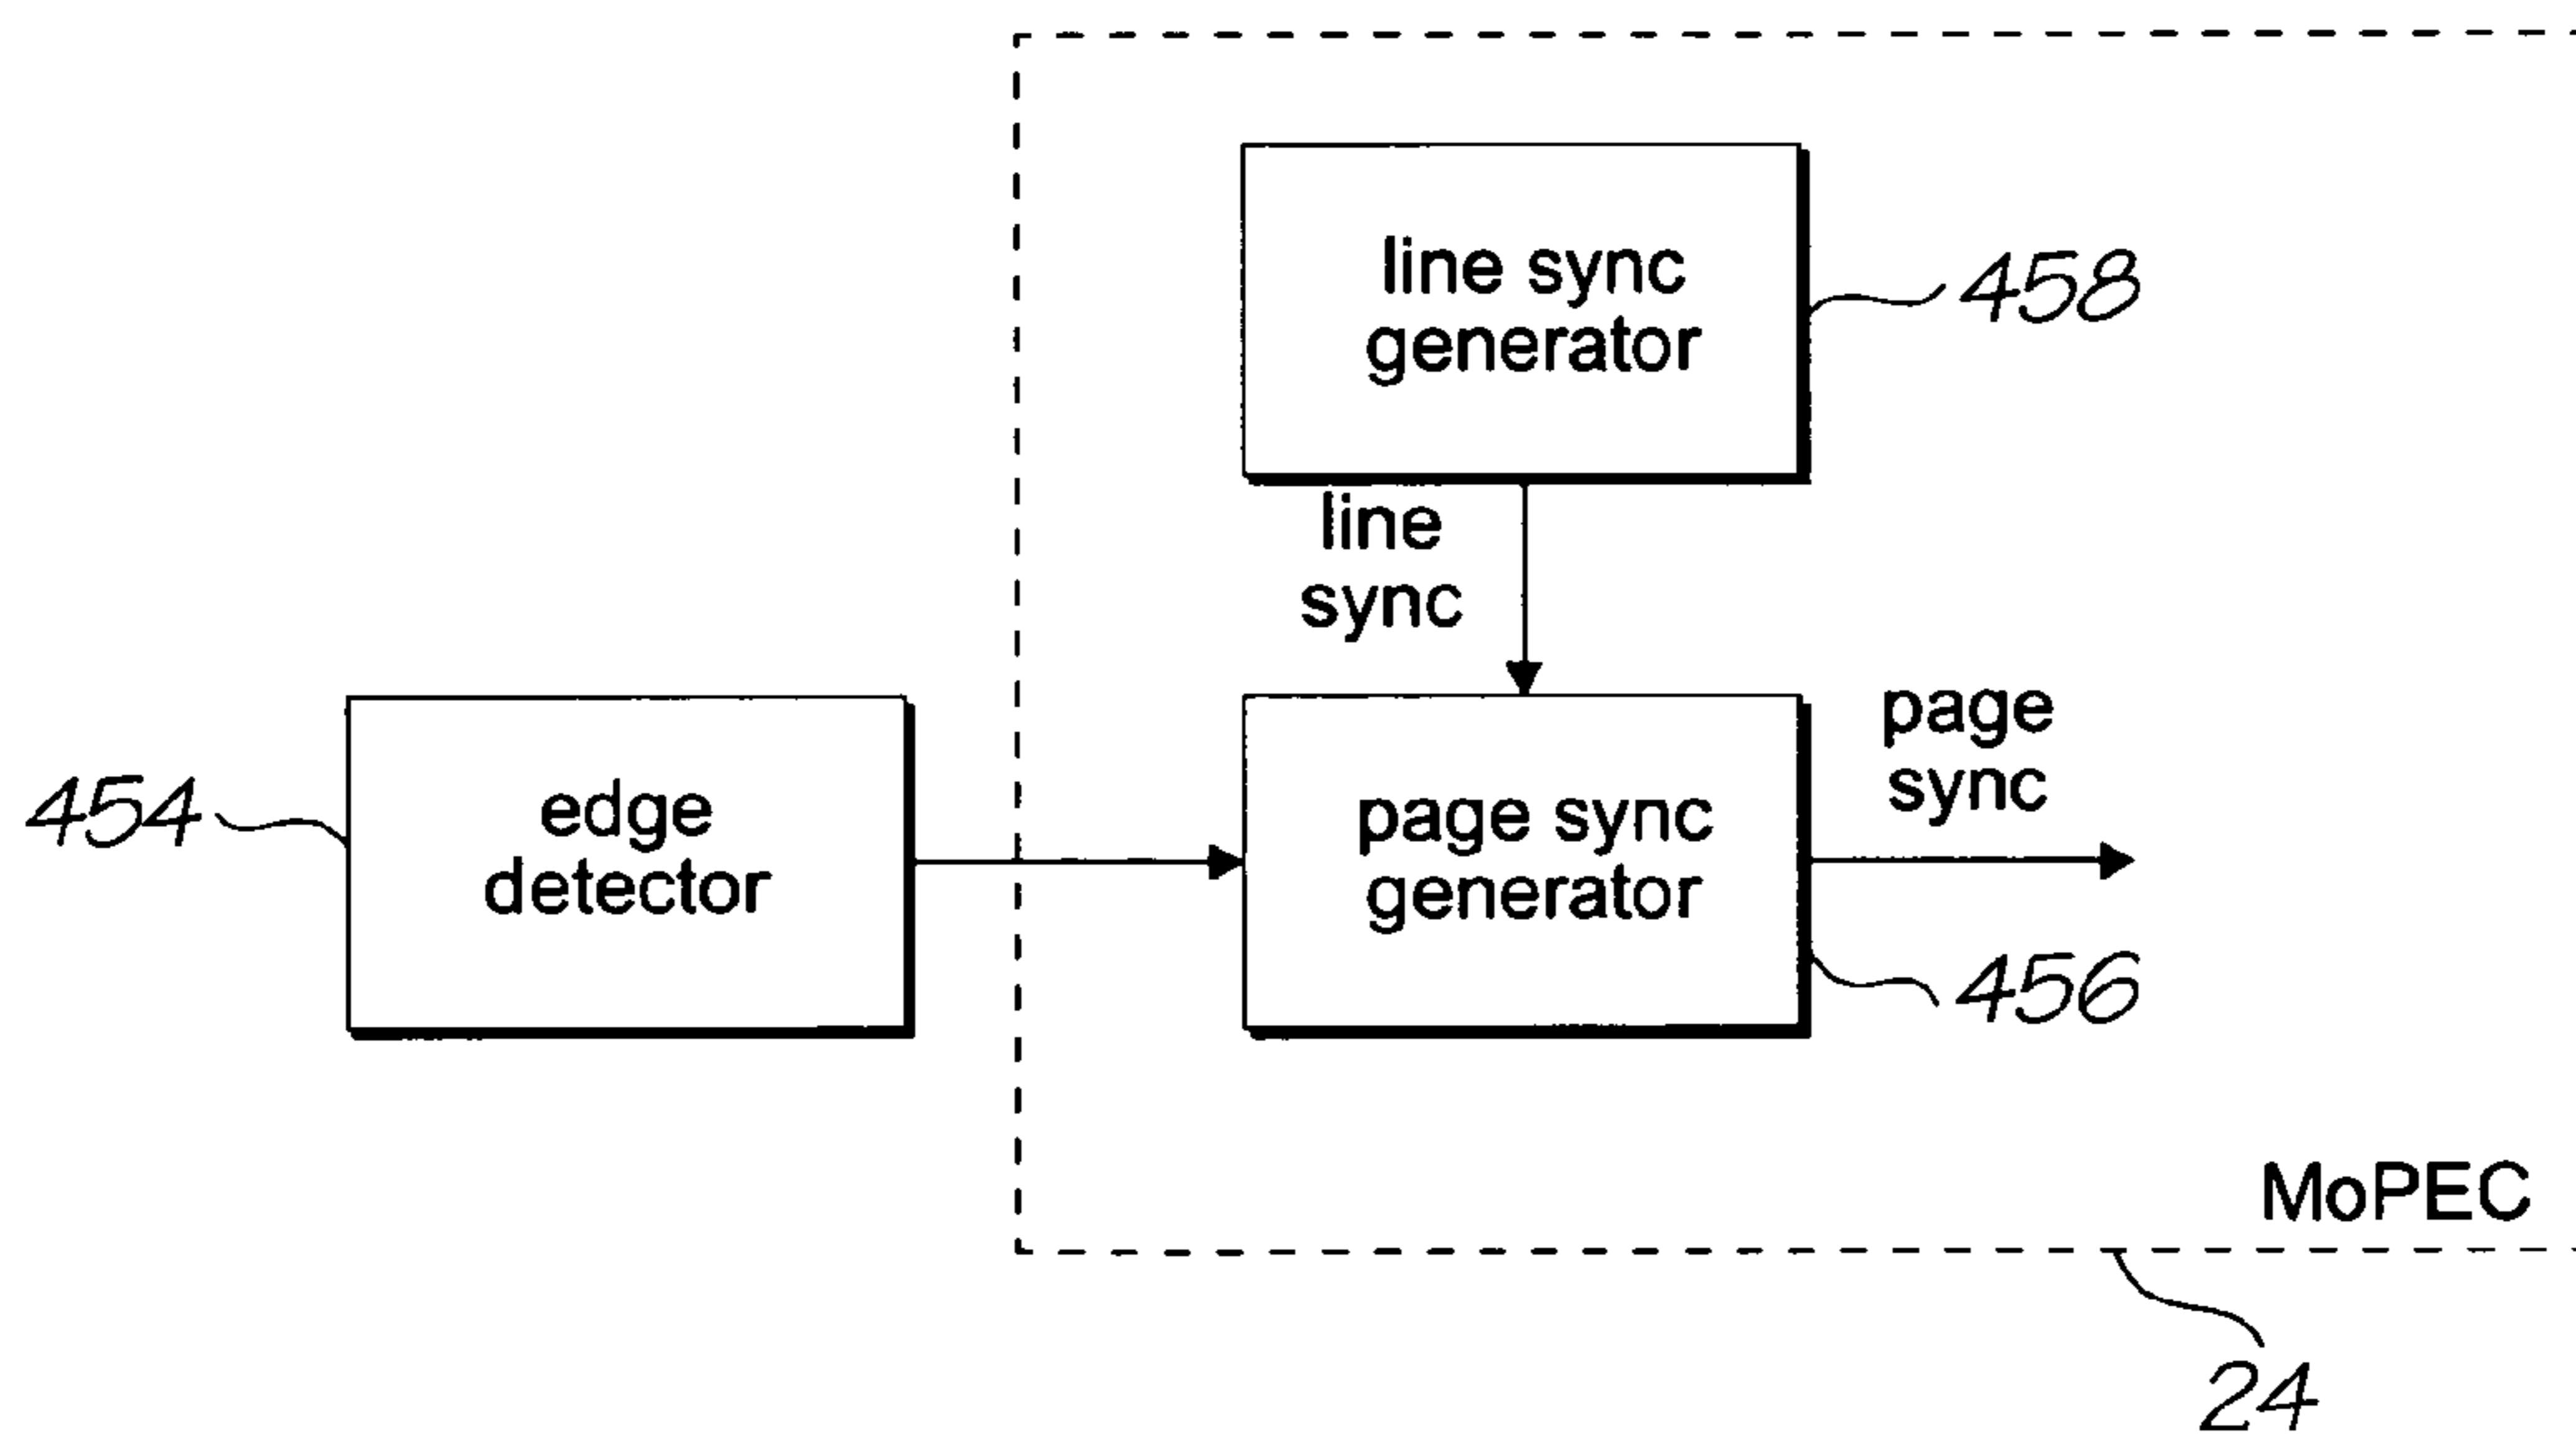 line sync
generator
458
line
sync
454
edge
detector
page sync
generator
page
sync
456
MoPEC
24